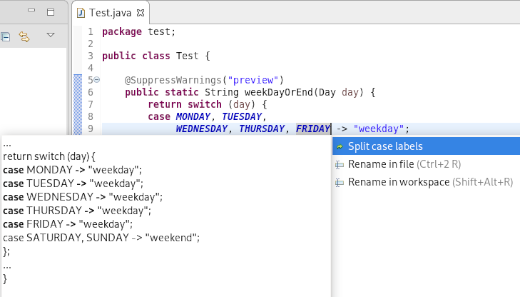 Test.java
1 package test;
2
3 public class Test {
4
5 @SuppressWarnings("preview")
6 public static String weekDayOrEnd(Day day) {
7 return switch (day) {
8 case MONDAY, TUESDAY,
9 WEDNESDAY, THURSDAY, FRIDAY -> "weekday";
...
return switch (day) {
case MONDAY -> "weekday";
case TUESDAY -> "weekday";
case WEDNESDAY -> "weekday";
case THURSDAY -> "weekday";
case FRIDAY -> "weekday";
case SATURDAY, SUNDAY -> "weekend";
};
...
}
Split case labels
Rename in file (Ctrl+2 R)
Rename in workspace (Shift+Alt+R)